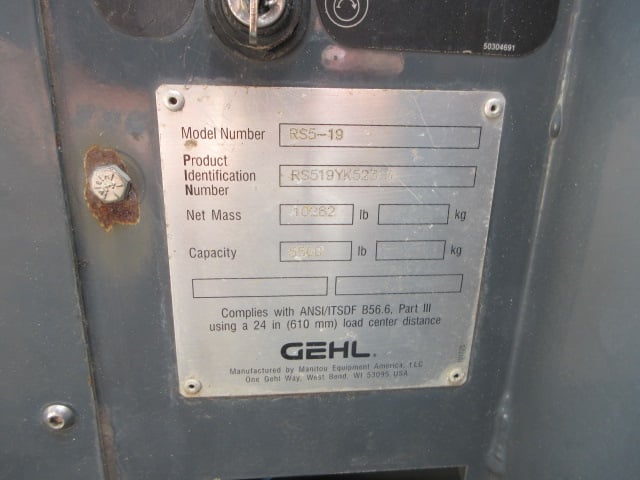 50304691
Model Number RS5-19
Product
Identification
Number
Net Mass 10362 lb kg
Capacity 5500 lb kg
Complies with ANSI/ITSDF B56.6, Part III
using a 24 in (610 mm) load center distance
GEHL.
Manufactured by Manitou Equipment America, LLC
One Gehl Way, West Bend, WI 53095 USA